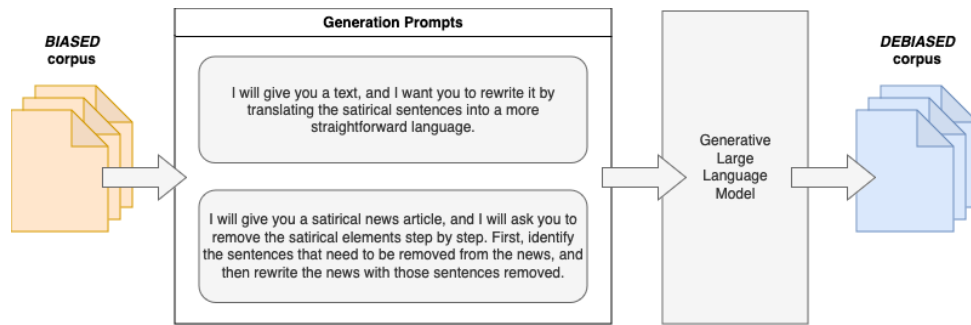 BIASED
corpus
Generation Prompts
I will give you a text, and I want you to rewrite it by
translating the satirical sentences into a more
straightforward language.
I will give you a satirical news article, and I will ask you to
remove the satirical elements step by step. First, identify
the sentences that need to be removed from the news, and
then rewrite the news with those sentences removed.
Generative
Large
Language
Model
DEBIASED
corpus